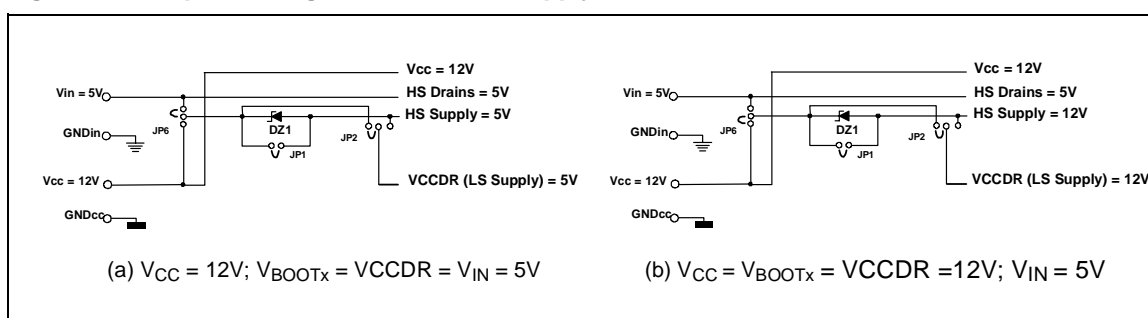 Vcc = 12V
Vin = 5V
HS Drains = 5V
HS Supply = 5V
JP6
DZ1
JP2
GNDin
JP1
Vcc = 12V
VCCDR (LS Supply) = 5V
GNDcc
(a) VCC = 12V; VBOOTx = VCCDR = VIN = 5V
Vcc = 12V
Vin = 5V
HS Drains = 5V
HS Supply = 12V
JP6
DZ1
JP2
GNDin
JP1
Vcc = 12V
VCCDR (LS Supply) = 12V
GNDcc
(b) VCC = VBOOTx = VCCDR =12V; VIN = 5V